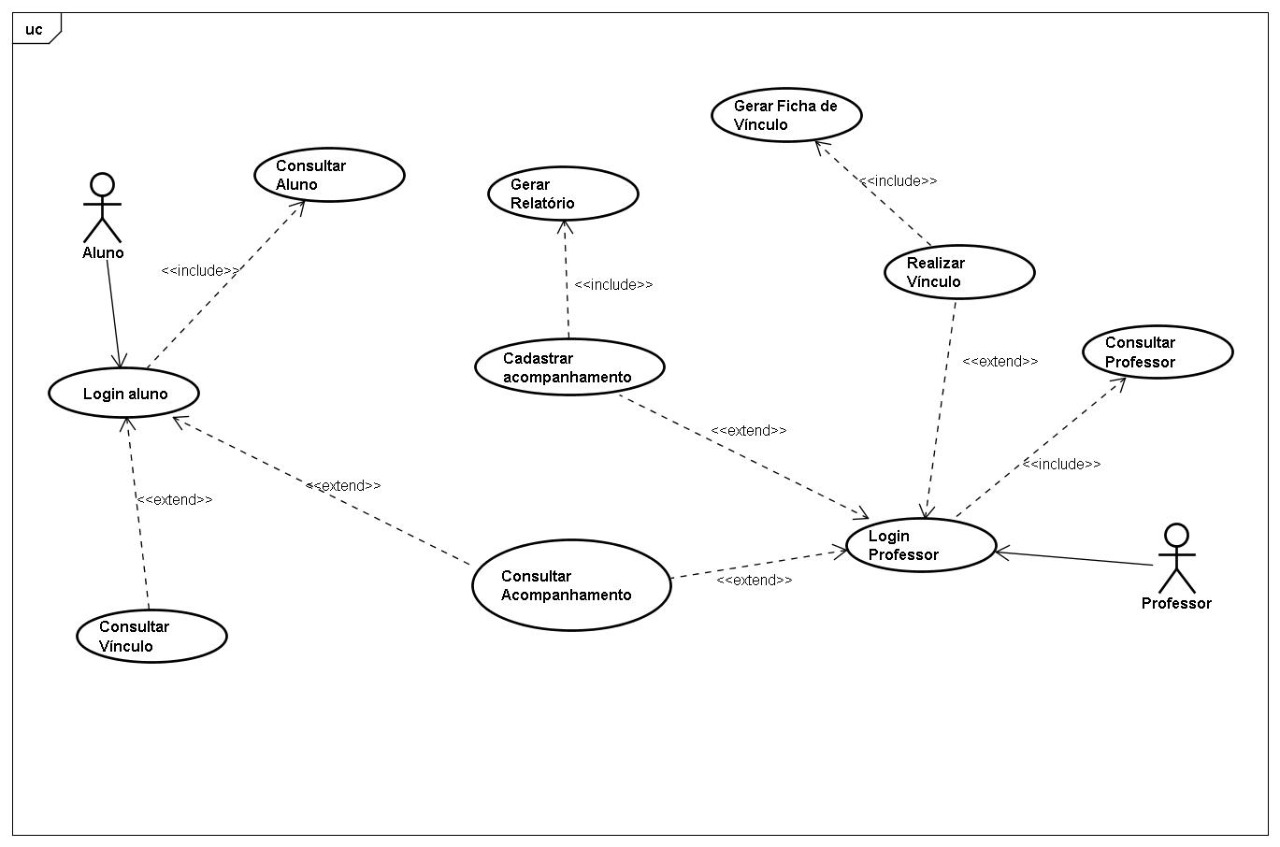 uc
Gerar Ficha de
Vínculo
Consultar
Aluno
Gerar
Relatório
<<include>>
Aluno
<<include>>
Realizar
Vínculo
<<include>>
Cadastrar
acompanhamento
<<extend>>
Consultar
Professor
Login aluno
<<extend>>
<<include>>
<<extend>>
<<extend>>
Login
Professor
Consultar
Acompanhamento
<<extend>>
Professor
Consultar
Vínculo